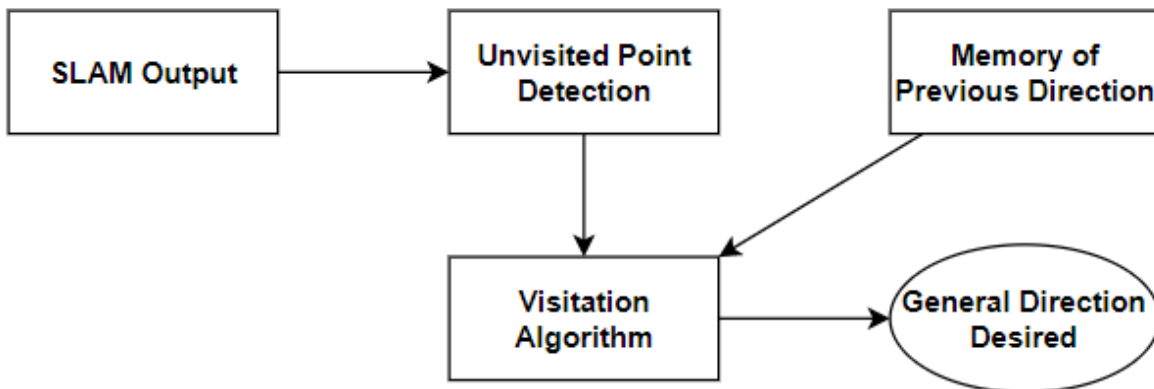 SLAM Output
Unvisited Point
Detection
Memory of
Previous Direction
Visitation
Algorithm
General Direction
Desired